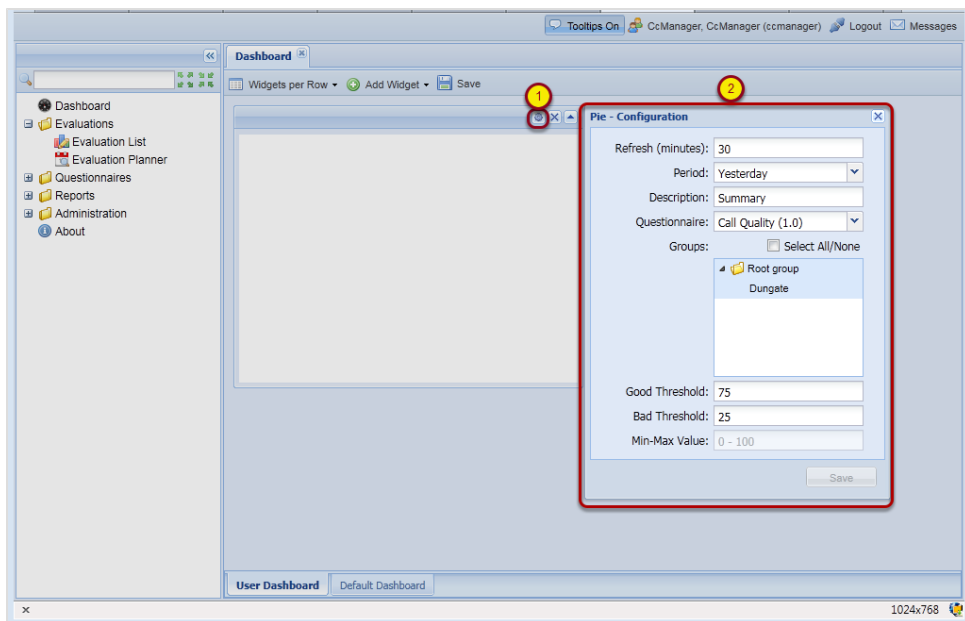 Tooltips On CcManager, CcManager (ccmanager) Logout Messages
Dashboard
Widgets per Row Add Widget Save
1
2
Dashboard
Evaluations
Evaluation List
Evaluation Planner
Questionnaires
Reports
Administration
About
Pie - Configuration
Refresh (minutes): 30
Period: Yesterday
Description: Summary
Questionnaire: Call Quality (1.0)
Groups: Select All/None
Root group
Dungate
Good Threshold: 75
Bad Threshold: 25
Min-Max Value: 0 - 100
Save
User Dashboard Default Dashboard
x 1024x768